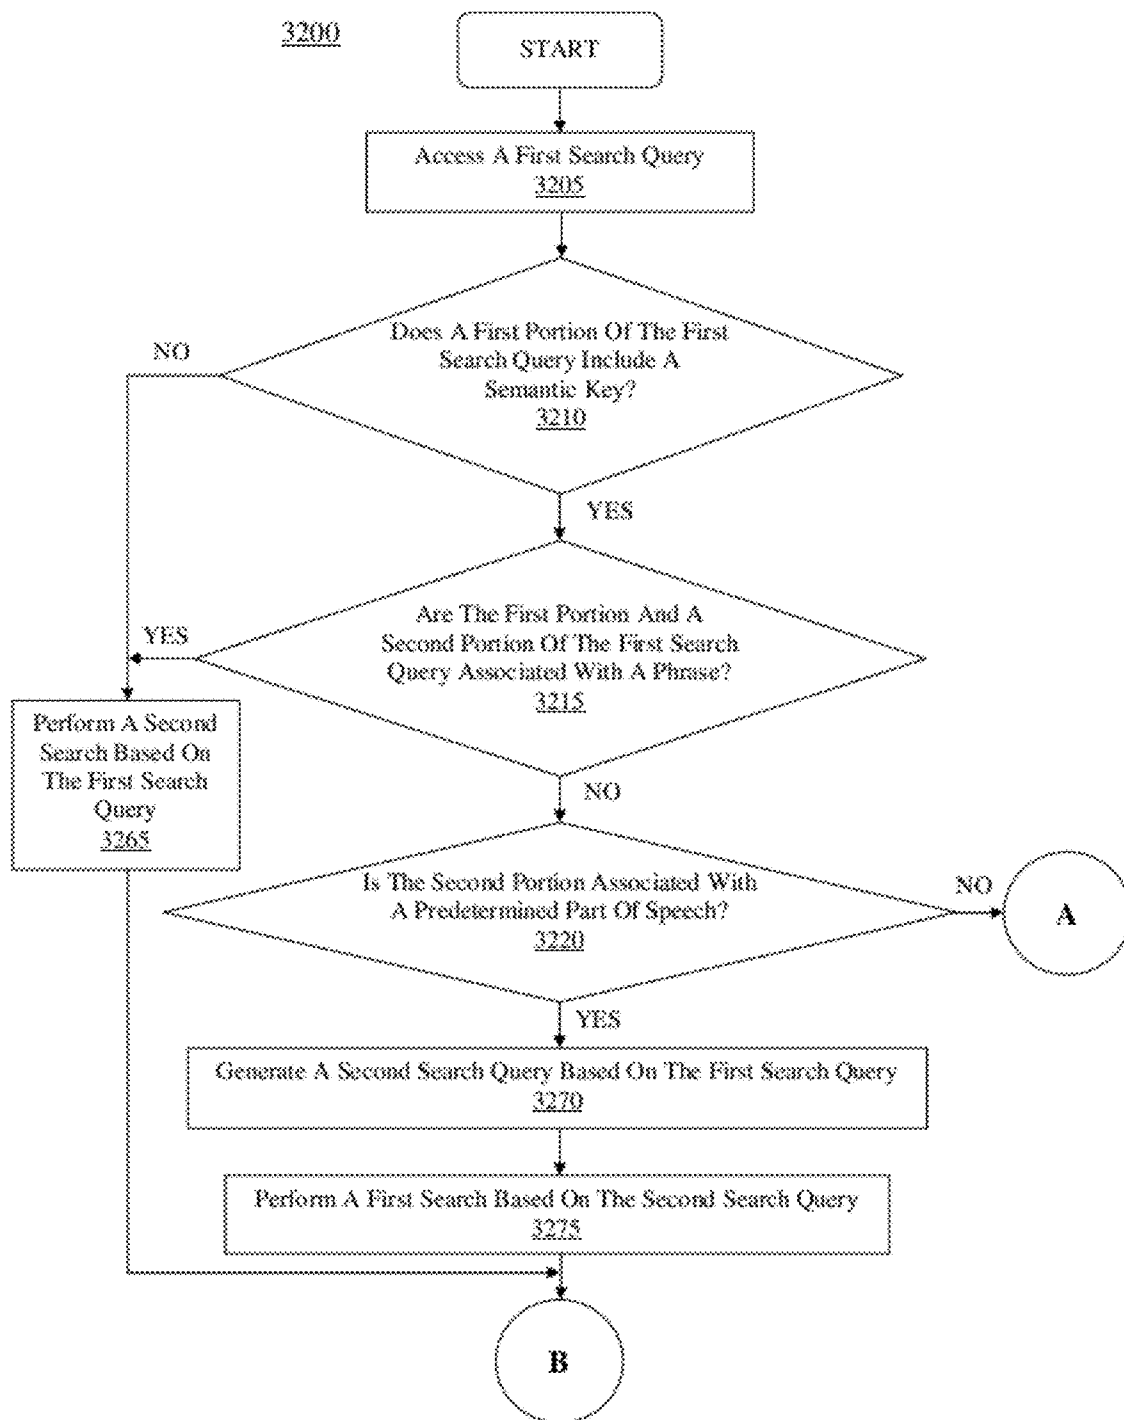 3200
START
Access A First Search Query
3205
Does A First Portion Of The First
Search Query Include A
Semantic Key?
3210
NO
YES
Are The First Portion And A
Second Portion Of The First Search
Query Associated With A Phrase?
3215
YES
NO
Perform A Second
Search Based On
The First Search
Query
3265
Is The Second Portion Associated With
A Predetermined Part Of Speech?
3220
NO
A
YES
Generate A Second Search Query Based On The First Search Query
3270
Perform A First Search Based On The Second Search Query
3275
B